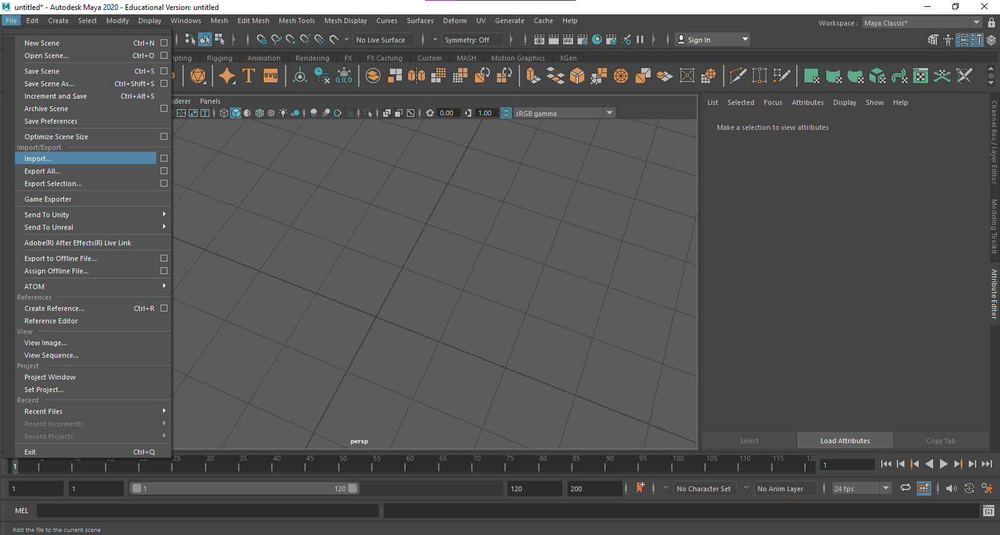 untitled* - Autodesk Maya 2020 - Educational Version: untitled
File Edit Create Select Modify Display Windows Mesh Edit Mesh Mesh Tools Mesh Display Curves Surfaces Deform UV Generate Cache Help
Workspace : Maya Classic*
No Live Surface Symmetry: Off Sign In
IPR
Rigging Animation Rendering FX FX Caching Custom MASH Motion Graphics XGen
T svg 0,0,0
New Scene Ctrl+N
Open Scene... Ctrl+O
Save Scene Ctrl+S
Save Scene As... Ctrl+Shift+S
Increment and Save Ctrl+Alt+S
Archive Scene
Save Preferences
Optimize Scene Size
Import/Export
Import...
Export All...
Export Selection...
Game Exporter
Send To Unity
Send To Unreal
Adobe(R) After Effects(R) Live Link
Export to Offline File...
Assign Offline File...
ATOM
References
Create Reference... Ctrl+R
Reference Editor
View
View Image...
View Sequence...
Project
Project Window
Set Project...
Recent
Recent Files
Recent Increments
Recent Projects
Exit Ctrl+Q
nderer Panels
0.00 1.00 ON sRGB gamma
persp
List Selected Focus Attributes Display Show Help
Make a selection to view attributes
Select Load Attributes Copy Tab
Channel Box / Layer Editor
Modeling Toolkit
Attribute Editor
1 5 10 15 20 25 30 35 40 45 50 55 60 65 70 75 80 85 90 95 100 105 110 115 120 1
1 1 1 120 120 200 No Character Set No Anim Layer 24 fps
MEL
Add the file to the current scene